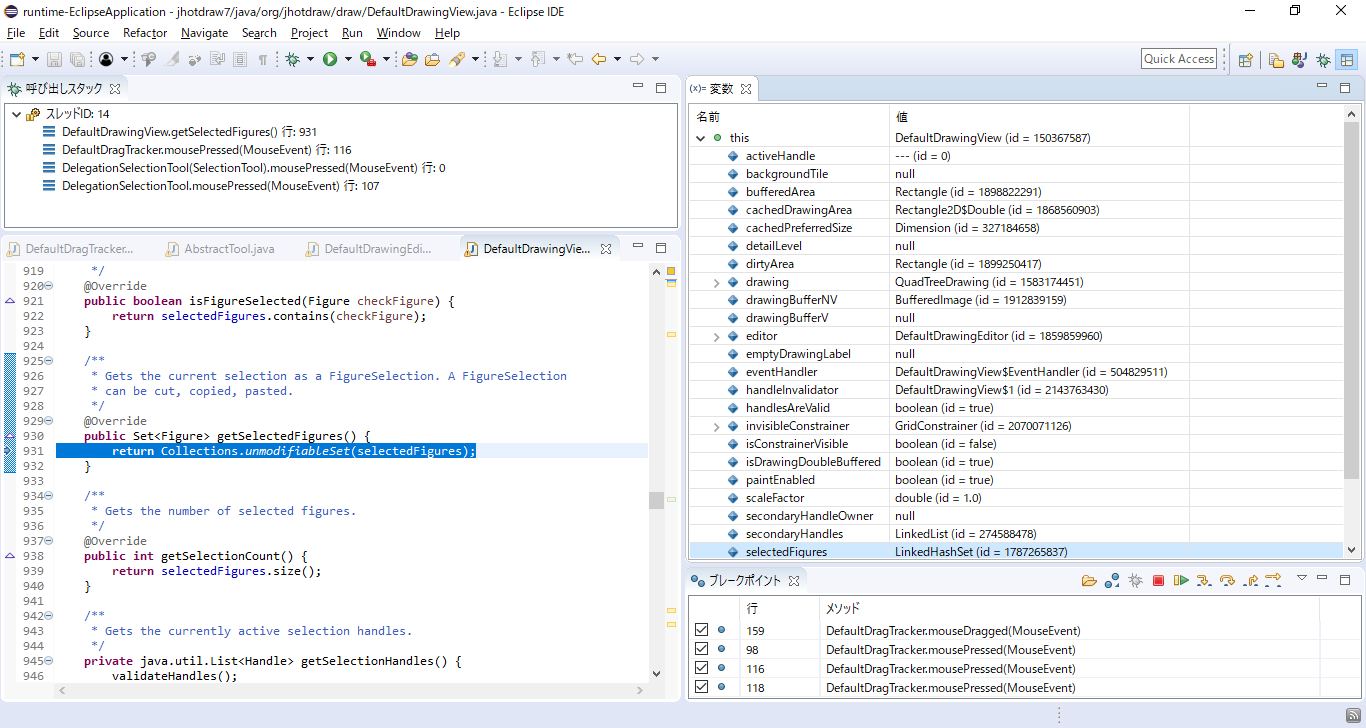 runtime-EclipseApplication - jhotdraw7/java/org/jhotdraw/draw/DefaultDrawingView.java - Eclipse IDE
File Edit Source Refactor Navigate Search Project Run Window Help
Quick Access
呼び出しスタック
スレッドID: 14
DefaultDrawingView.getSelectedFigures() 行: 931
DefaultDragTracker.mousePressed(MouseEvent) 行: 116
DelegationSelectionTool(SelectionTool).mousePressed(MouseEvent) 行: 0
DelegationSelectionTool.mousePressed(MouseEvent) 行: 107
DefaultDragTracker... AbstractTool.java DefaultDrawingEdi... DefaultDrawingVie...
919 */
920 @Override
921 public boolean isFigureSelected(Figure checkFigure) {
922 return selectedFigures.contains(checkFigure);
923 }
924
925 /**
926 * Gets the current selection as a FigureSelection. A FigureSelection
927 * can be cut, copied, pasted.
928 */
929 @Override
930 public Set<Figure> getSelectedFigures() {
931 return Collections.unmodifiableSet(selectedFigures);
932 }
933
934 /**
935 * Gets the number of selected figures.
936 */
937 @Override
938 public int getSelectionCount() {
939 return selectedFigures.size();
940 }
941
942 /**
943 * Gets the currently active selection handles.
944 */
945 private java.util.List<Handle> getSelectionHandles() {
946 validateHandles();
(x)= 変数
名前 値
this DefaultDrawingView (id = 150367587)
activeHandle --- (id = 0)
backgroundTile null
bufferedArea Rectangle (id = 1898822291)
cachedDrawingArea Rectangle2D$Double (id = 1868560903)
cachedPreferredSize Dimension (id = 327184658)
detailLevel null
dirtyArea Rectangle (id = 1899250417)
drawing QuadTreeDrawing (id = 1583174451)
drawingBufferNV BufferedImage (id = 1912839159)
drawingBufferV null
editor DefaultDrawingEditor (id = 1859859960)
emptyDrawingLabel null
eventHandler DefaultDrawingView$EventHandler (id = 504829511)
handleInvalidator DefaultDrawingView$1 (id = 2143763430)
handlesAreValid boolean (id = true)
invisibleConstrainer GridConstrainer (id = 2070071126)
isConstrainerVisible boolean (id = false)
isDrawingDoubleBuffered boolean (id = true)
paintEnabled boolean (id = true)
scaleFactor double (id = 1.0)
secondaryHandleOwner null
secondaryHandles LinkedList (id = 274588478)
selectedFigures LinkedHashSet (id = 1787265837)
ブレークポイント
行 メソッド
159 DefaultDragTracker.mouseDragged(MouseEvent)
98 DefaultDragTracker.mousePressed(MouseEvent)
116 DefaultDragTracker.mousePressed(MouseEvent)
118 DefaultDragTracker.mousePressed(MouseEvent)